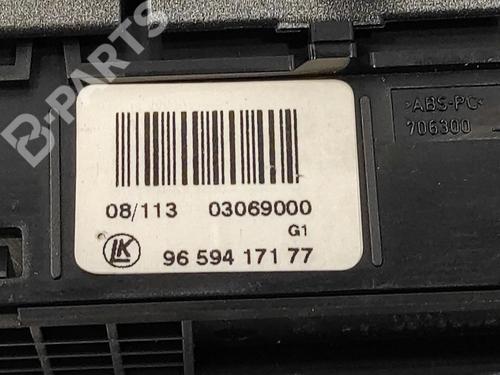 B-PARTS
>ABS-PC<
706300
08/113 03069000
G1
LK
96 594 171 77